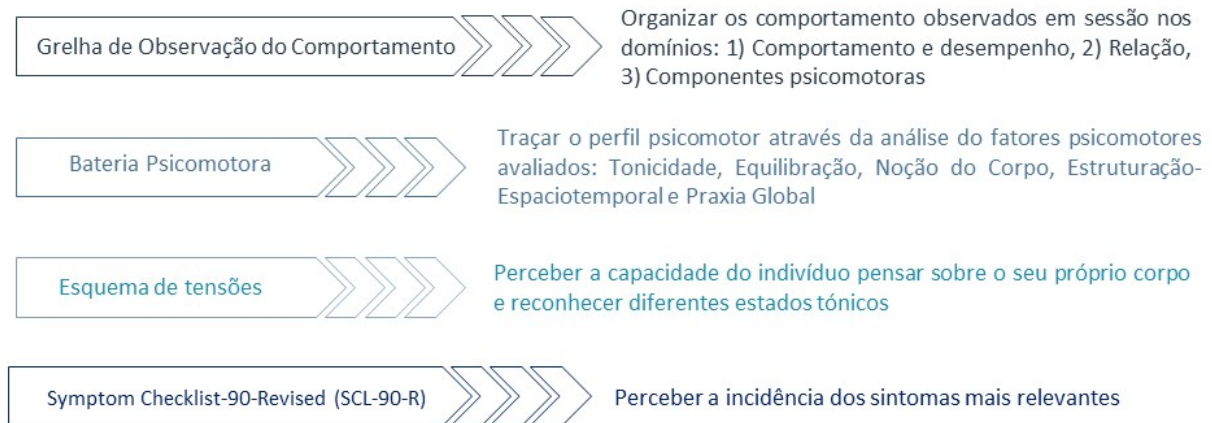 Grelha de Observação do Comportamento
Organizar os comportamento observados em sessão nos
domínios: 1) Comportamento e desempenho, 2) Relação,
3) Componentes psicomotoras
Bateria Psicomotora
Traçar o perfil psicomotor através da análise do fatores psicomotores
avaliados: Tonicidade, Equilibração, Noção do Corpo, Estruturação-
Espaciotemporal e Praxia Global
Esquema de tensões
Perceber a capacidade do indivíduo pensar sobre o seu próprio corpo
e reconhecer diferentes estados tónicos
Symptom Checklist-90-Revised (SCL-90-R)
Perceber a incidência dos sintomas mais relevantes